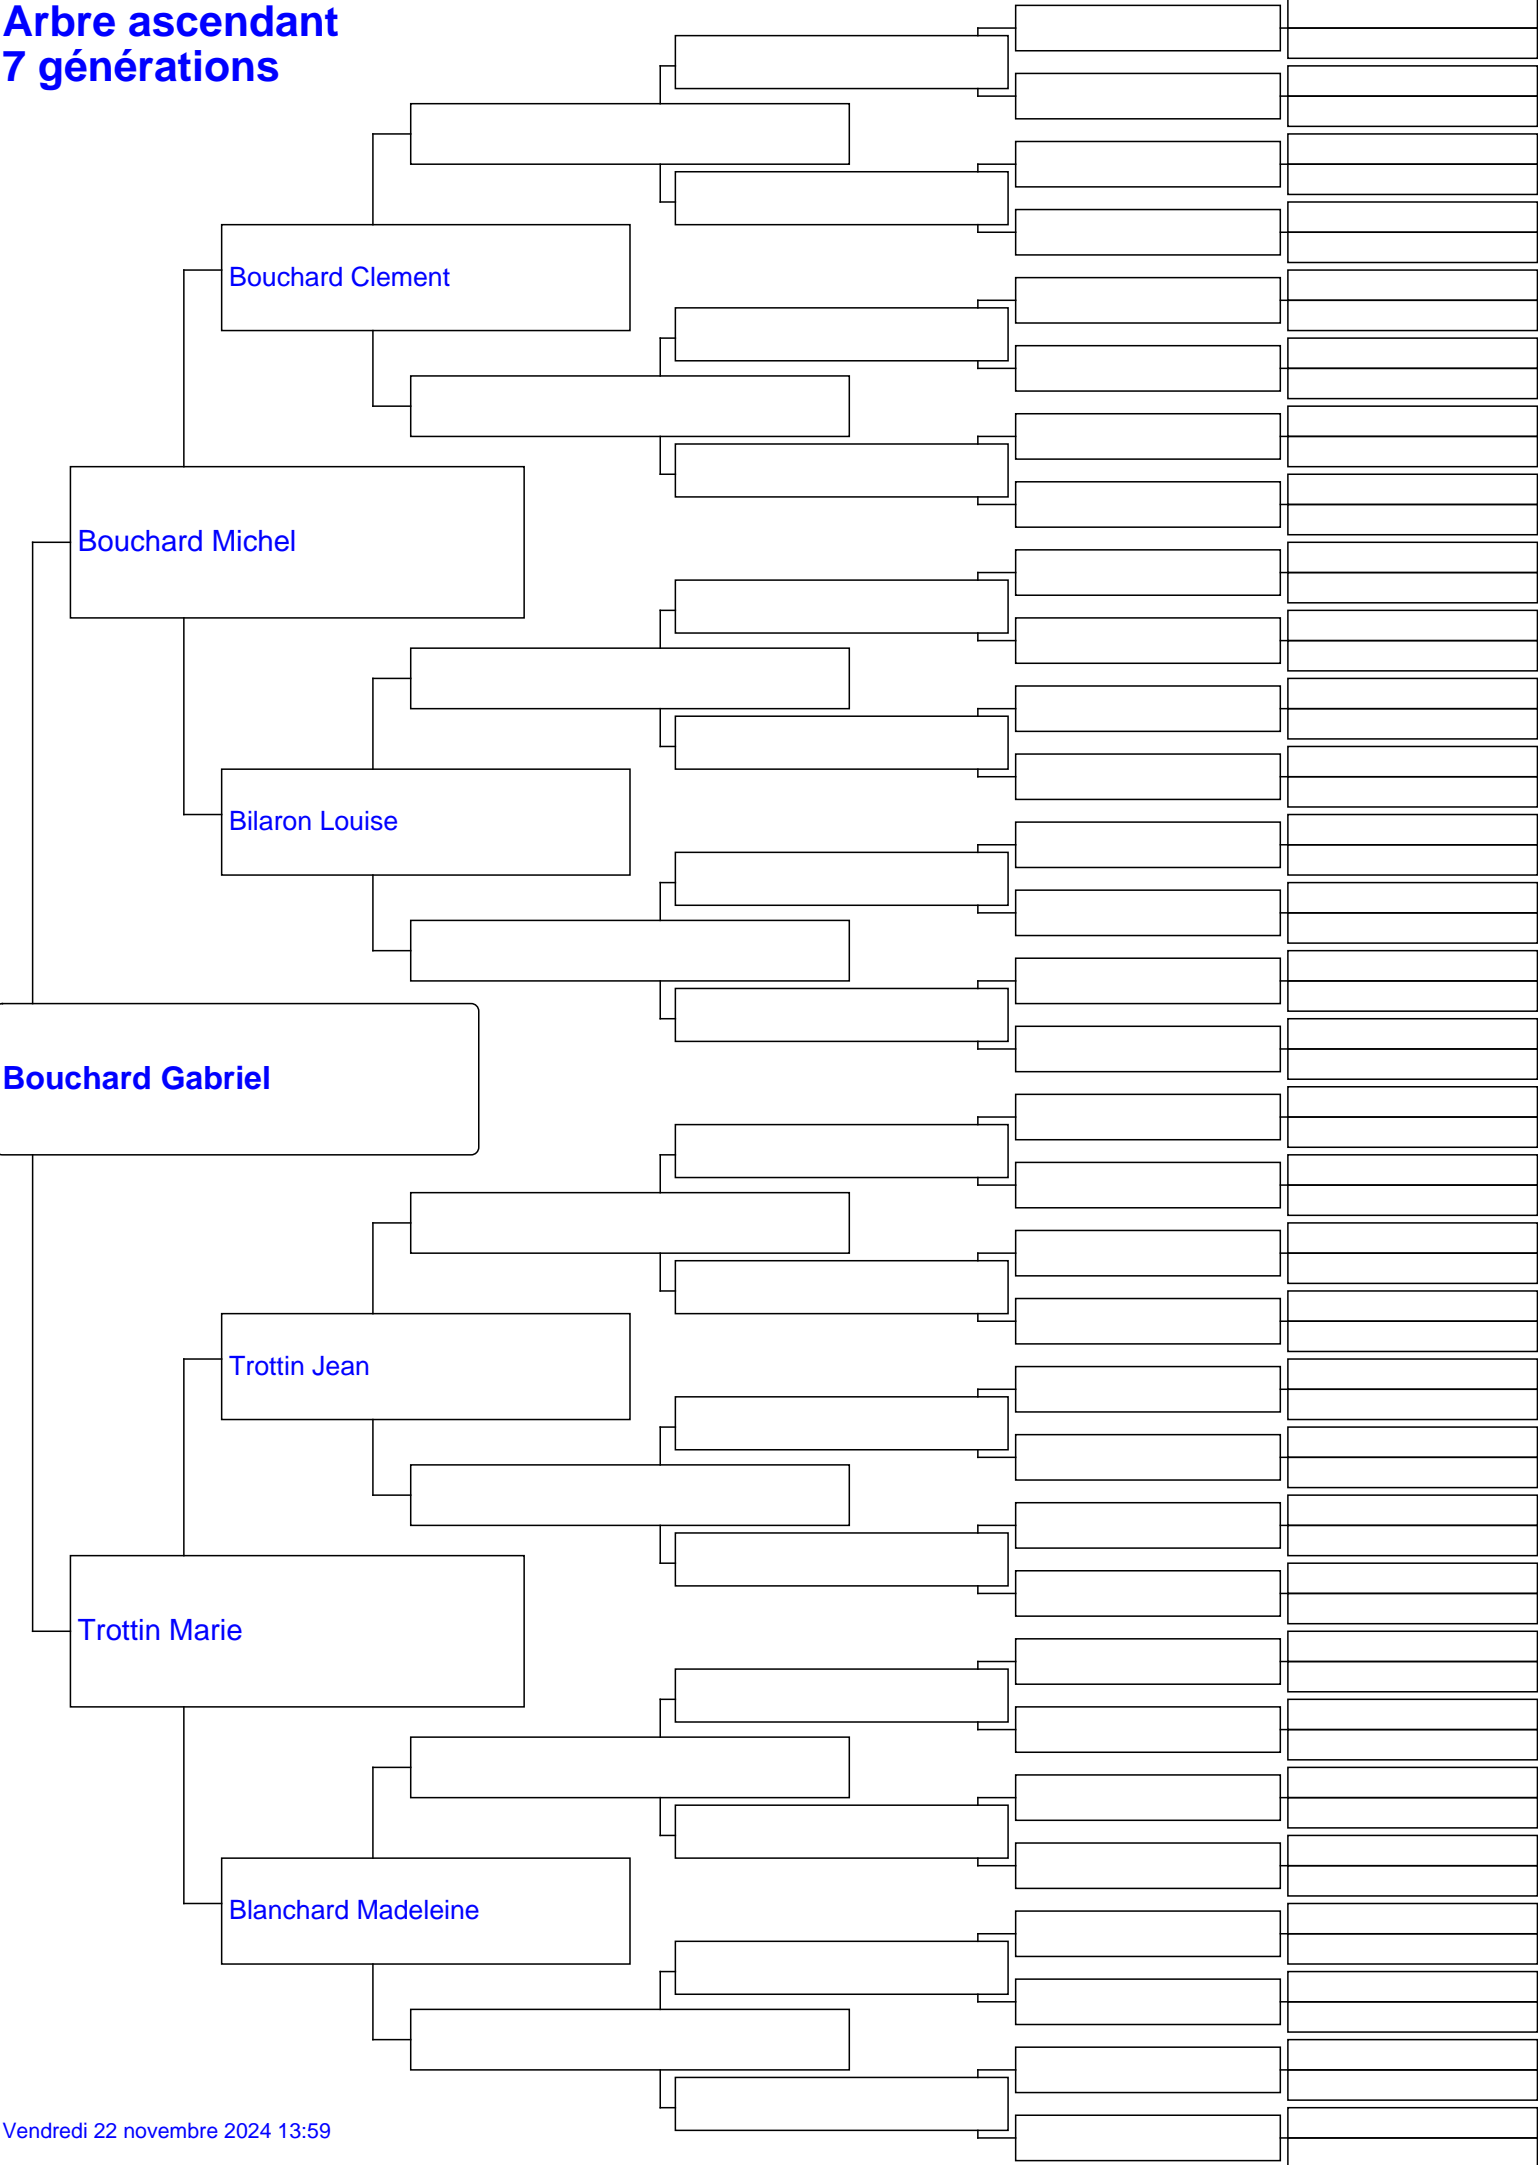 Arbre ascendant
7 générations
Bouchard Clement
Bouchard Michel
Bilaron Louise
Bouchard Gabriel
Trottin Jean
Trottin Marie
Blanchard Madeleine
Vendredi 22 novembre 2024 13:59